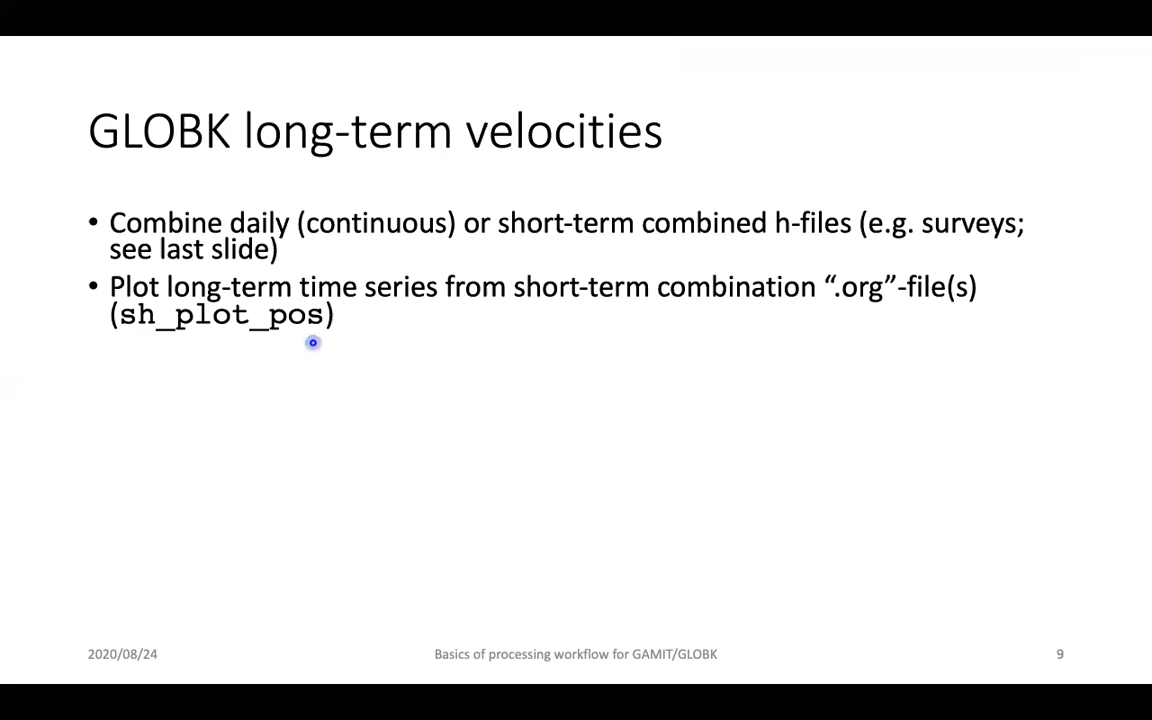 GLOBK long-term velocities
• Combine daily (continuous) or short-term combined h-files (e.g. surveys;
see last slide)
• Plot long-term time series from short-term combination “.org”-file(s)
(sh_plot_pos)
2020/08/24
Basics of processing workflow for GAMIT/GLOBK
9